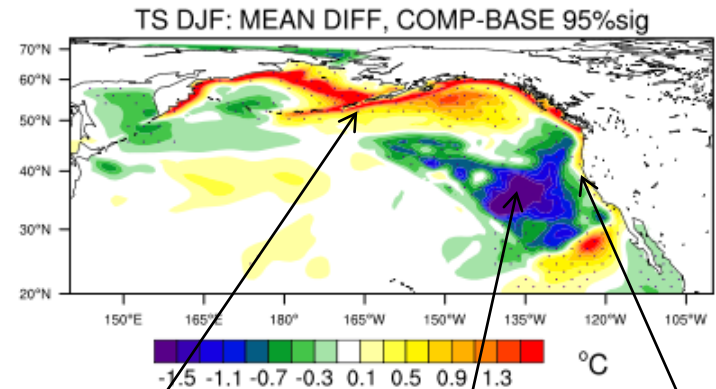 TS DJF: MEAN DIFF, COMP-BASE 95%sig
70°N
60°N
50°N
40°N
30°N
20°N
150°E 165°E 180° 165°W 150°W 135°W 120°W 105°W
-1.5 -1.1 -0.7 -0.3 0.1 0.5 0.9 1.3 °C